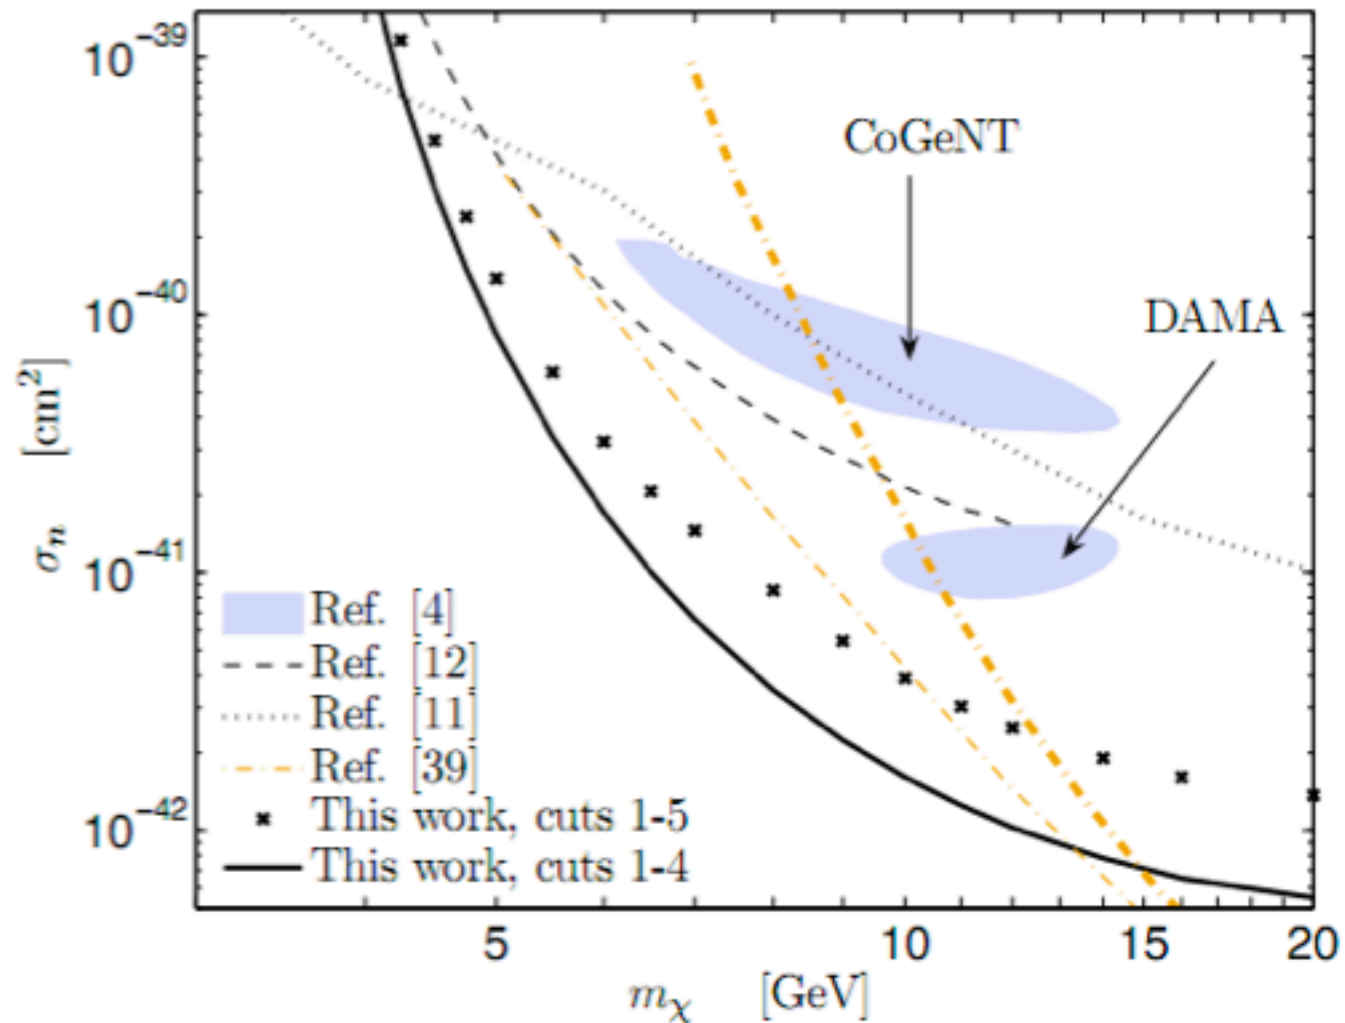 10⁻³⁹
10⁻⁴⁰
10⁻⁴¹
10⁻⁴²
σₙ [cm²]
CoGeNT
DAMA
Ref. [4]
Ref. [12]
Ref. [11]
Ref. [39]
This work, cuts 1-5
This work, cuts 1-4
5 10 15 20
mᵪ [GeV]